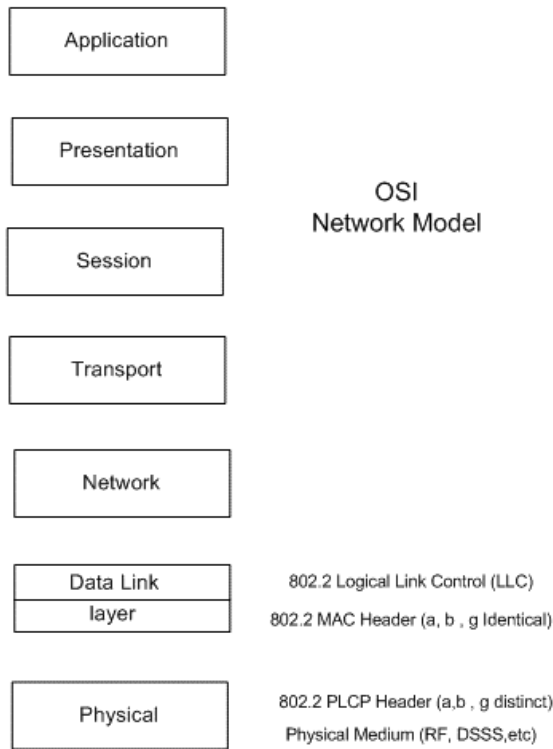 Application
Presentation
OSI
Network Model
Session
Transport
Network
Data Link
802.2 Logical Link Control (LLC)
layer
802.2 MAC Header (a, b , g Identical)
802.2 PLCP Header (a,b , g distinct)
Physical
Physical Medium (RF, DSSS,etc)